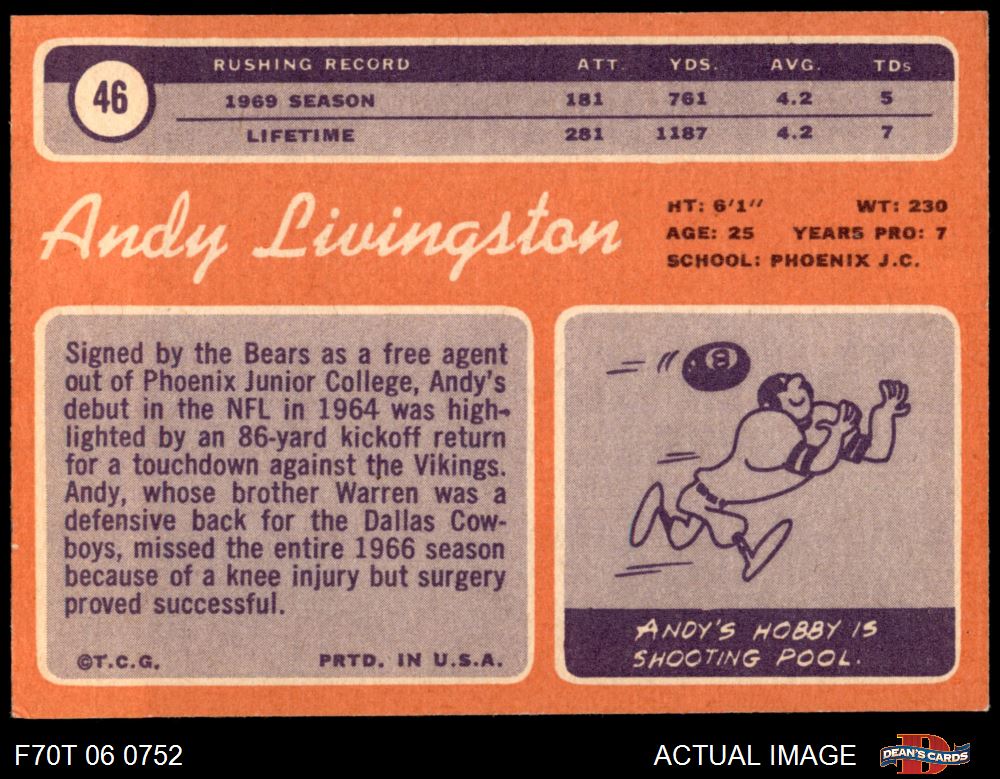 46
RUSHING RECORD ATT. YDS. AVG. TDs
1969 SEASON 181 761 4.2 5
LIFETIME 281 1187 4.2 7
Andy Livingston
HT: 6'1" WT: 230
AGE: 25 YEARS PRO: 7
SCHOOL: PHOENIX J.C.
Signed by the Bears as a free agent
out of Phoenix Junior College, Andy's
debut in the NFL in 1964 was high-
lighted by an 86-yard kickoff return
for a touchdown against the Vikings.
Andy, whose brother Warren was a
defensive back for the Dallas Cow-
boys, missed the entire 1966 season
because of a knee injury but surgery
proved successful.
©T.C.G. PRTD. IN U.S.A.
8
ANDY'S HOBBY IS
SHOOTING POOL.
F70T 06 0752
ACTUAL IMAGE
DEAN'S CARDS